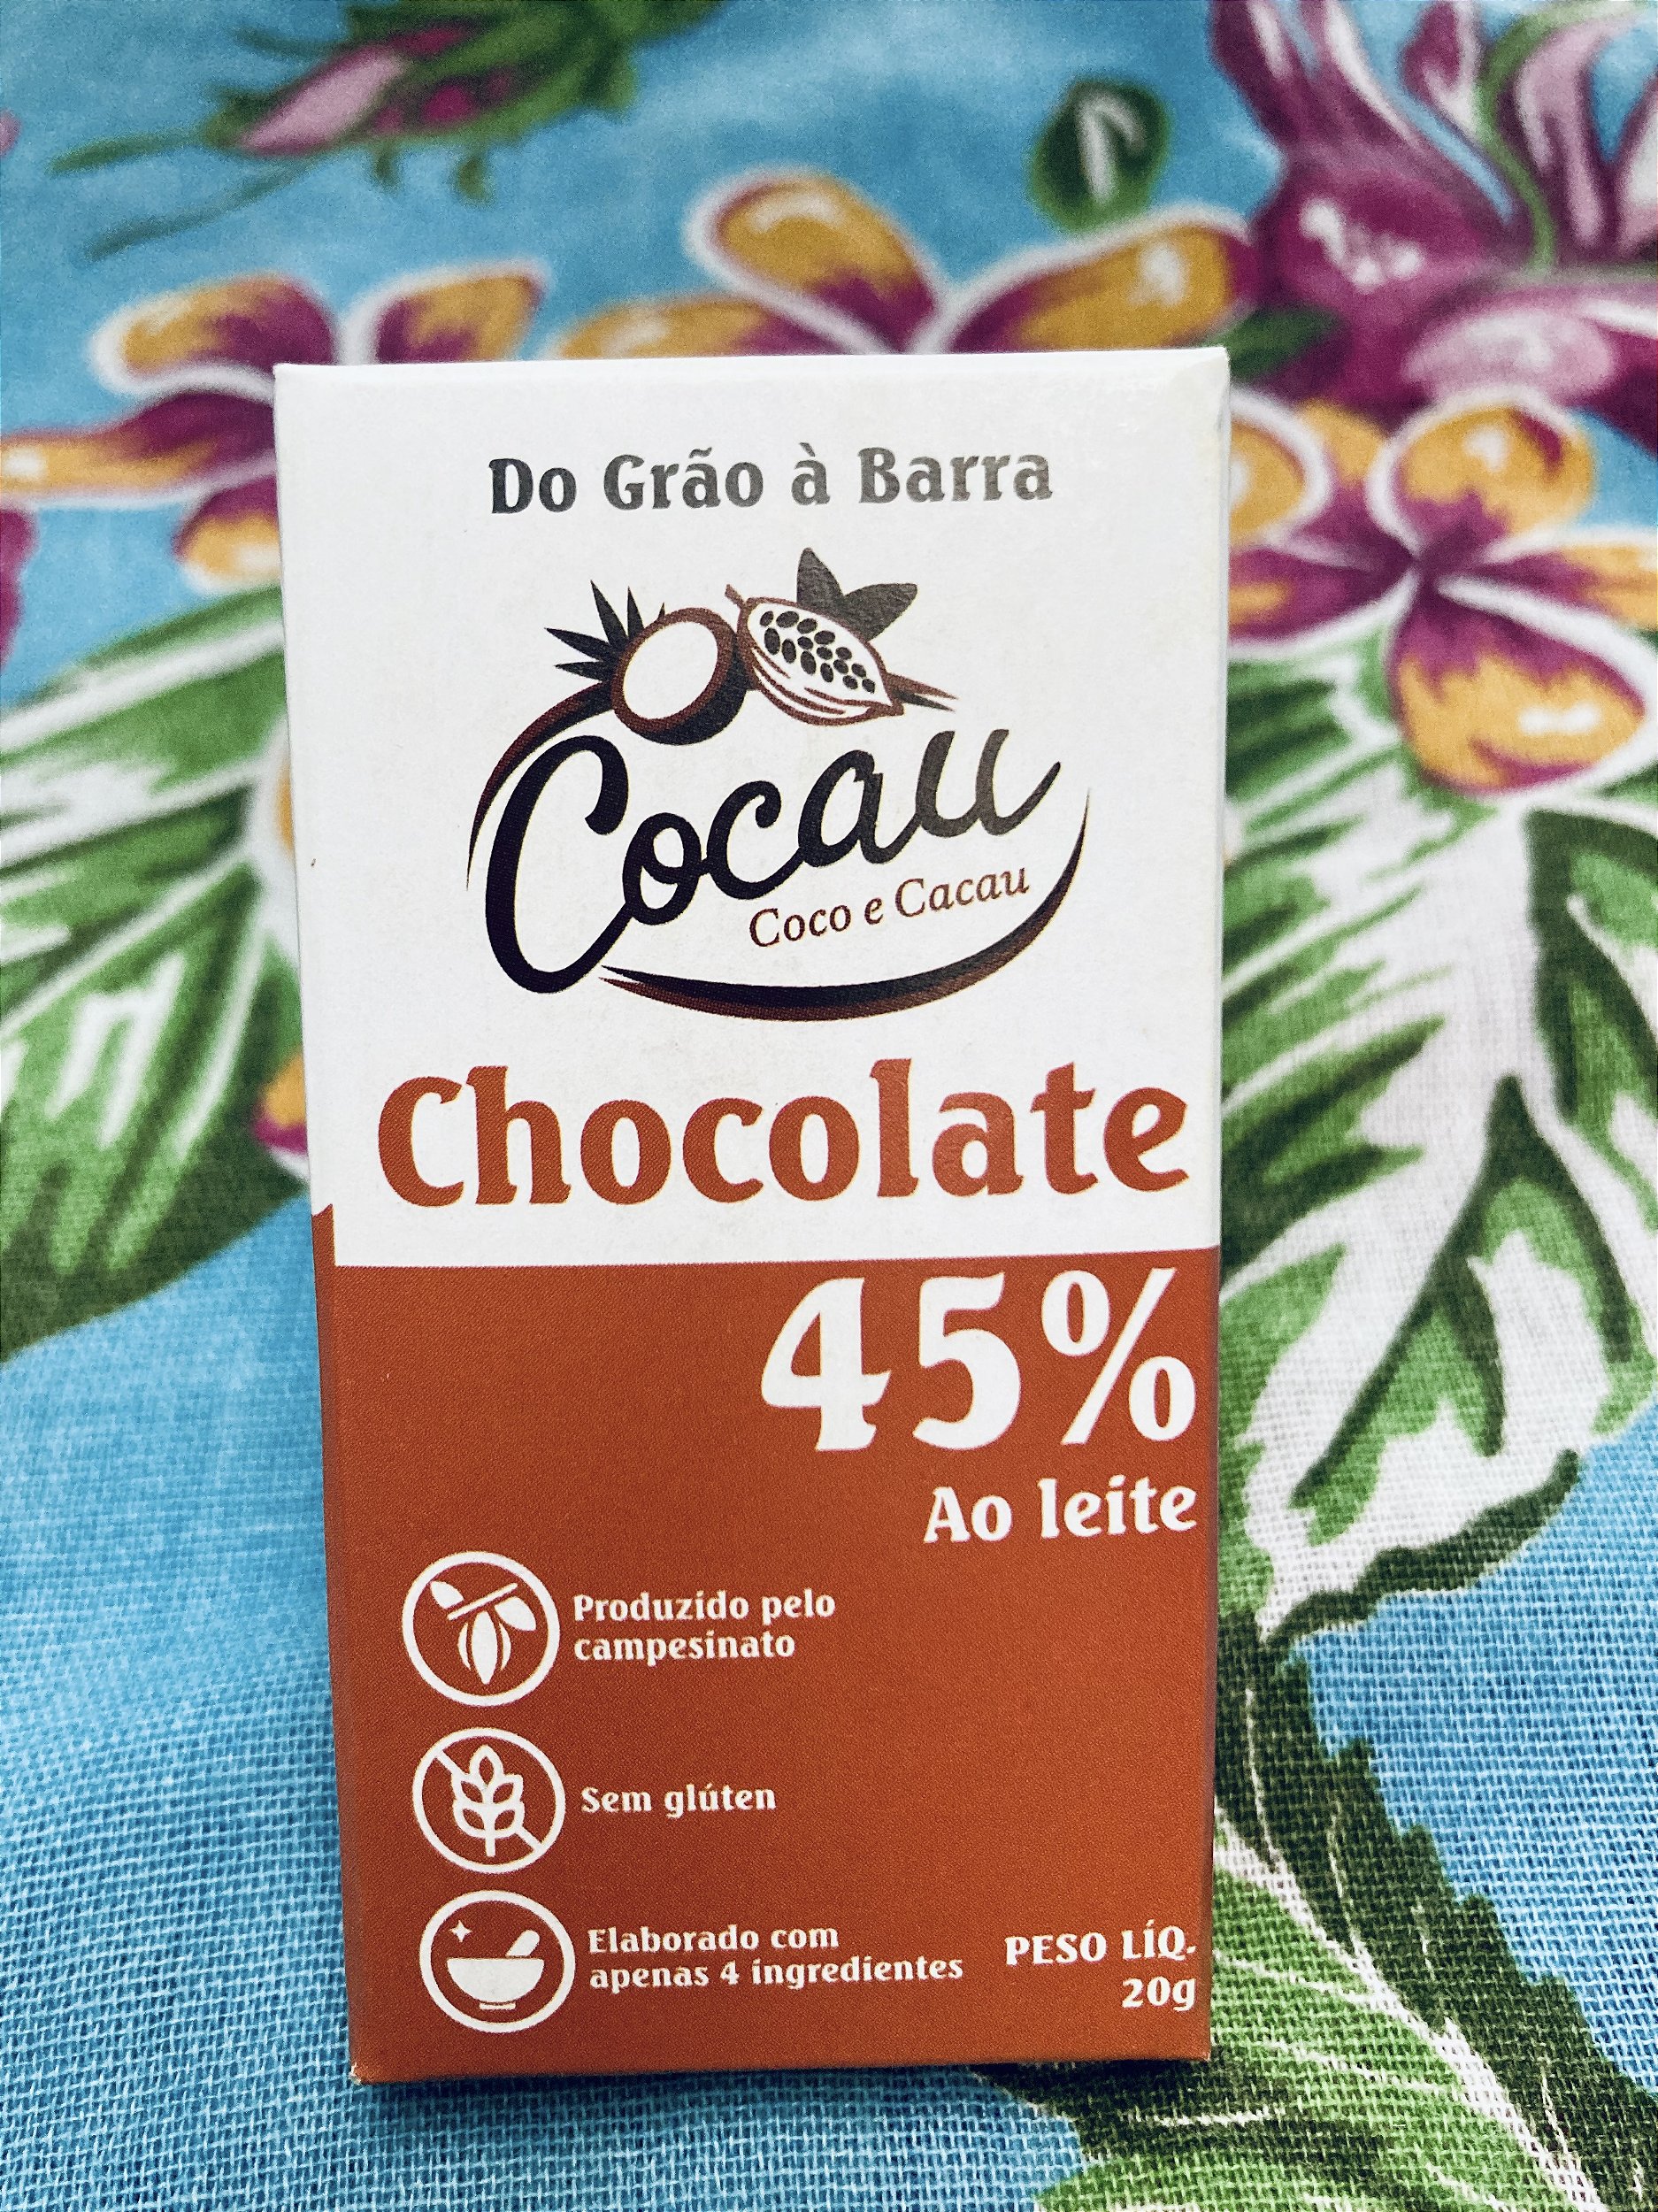 Do Grão à Barra
Cocau
Coco e Cacau
Chocolate
45%
Ao leite
Produzido pelo
campesinato
Sem glúten
Elaborado com
apenas 4 ingredientes
PESO LÍQ.
20g